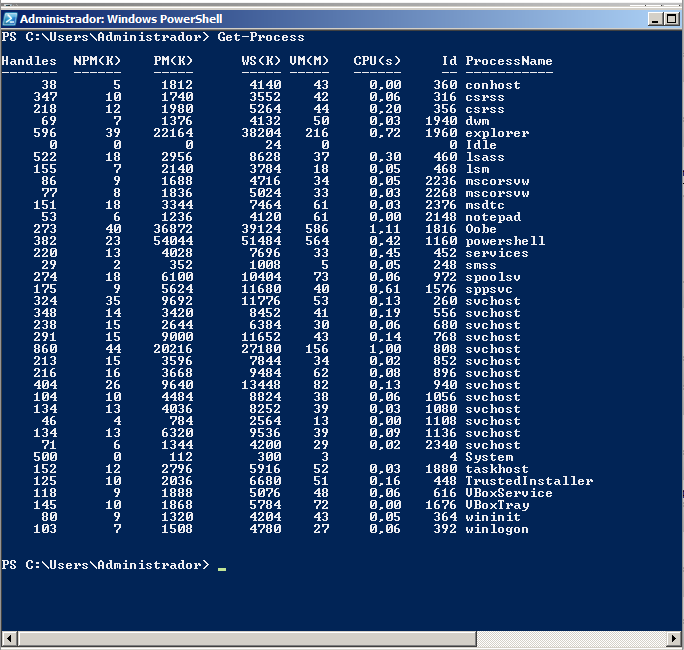 Administrador: Windows PowerShell
PS C:\Users\Administrador> Get-Process
Handles NPM(K) PM(K) WS(K) VM(M) CPU(s) Id ProcessName
------- ------ ----- ----- ----- ------ -- -----------
38 5 1812 4140 43 0,00 360 conhost
347 10 1740 3552 42 0,06 316 csrss
218 12 1980 5264 44 0,20 356 csrss
69 7 1376 4132 50 0,03 1940 dwm
596 39 22164 38204 216 0,72 1960 explorer
0 0 0 24 0 0 Idle
522 18 2956 8628 37 0,30 460 lsass
155 7 2140 3784 18 0,05 468 lsm
86 9 1688 4716 34 0,05 2236 mscorsvw
77 8 1836 5024 33 0,03 2268 mscorsvw
151 18 3344 7464 61 0,03 2376 msdtc
53 6 1236 4120 61 0,00 2148 notepad
273 40 36872 39124 586 1,11 1816 Oobe
382 23 54044 51484 564 0,42 1160 powershell
220 13 4028 7696 33 0,45 452 services
29 2 352 1008 5 0,05 248 smss
274 18 6100 10404 73 0,06 972 spoolsv
175 9 5624 11680 40 0,61 1576 sppsvc
324 35 9692 11776 53 0,13 260 svchost
348 14 3420 8452 41 0,19 556 svchost
238 15 2644 6384 30 0,06 680 svchost
291 15 9000 11652 43 0,14 768 svchost
860 44 20216 27180 156 1,00 808 svchost
213 15 3596 7844 34 0,02 852 svchost
216 16 3668 9484 62 0,08 896 svchost
404 26 9640 13448 82 0,13 940 svchost
104 10 4484 8824 38 0,06 1056 svchost
134 13 4036 8252 39 0,03 1080 svchost
46 4 784 2564 13 0,00 1108 svchost
134 13 6320 9536 39 0,09 1136 svchost
71 6 1344 4200 29 0,02 2340 svchost
500 0 112 300 3 4 System
152 12 2796 5916 52 0,03 1880 taskhost
125 10 2036 6680 51 0,16 448 TrustedInstaller
118 9 1888 5076 48 0,06 616 VBoxService
145 10 1868 5784 72 0,00 1676 VBoxTray
80 9 1320 4204 43 0,05 364 wininit
103 7 1508 4780 27 0,06 392 winlogon
PS C:\Users\Administrador> _